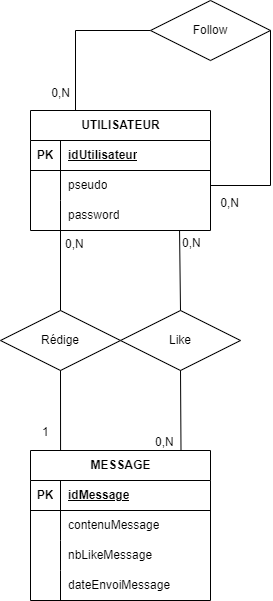 Follow
0,N
UTILISATEUR
PK idUtilisateur
0,N
pseudo
password
0,N 0,N
Rédige Like
1 0,N
MESSAGE
PK idMessage
contenuMessage
nbLikeMessage
dateEnvoiMessage